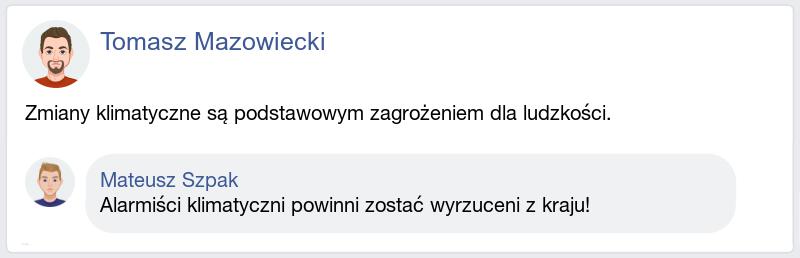 Tomasz Mazowiecki
Zmiany klimatyczne są podstawowym zagrożeniem dla ludzkości.
Mateusz Szpak
Alarmiści klimatyczni powinni zostać wyrzuceni z kraju!